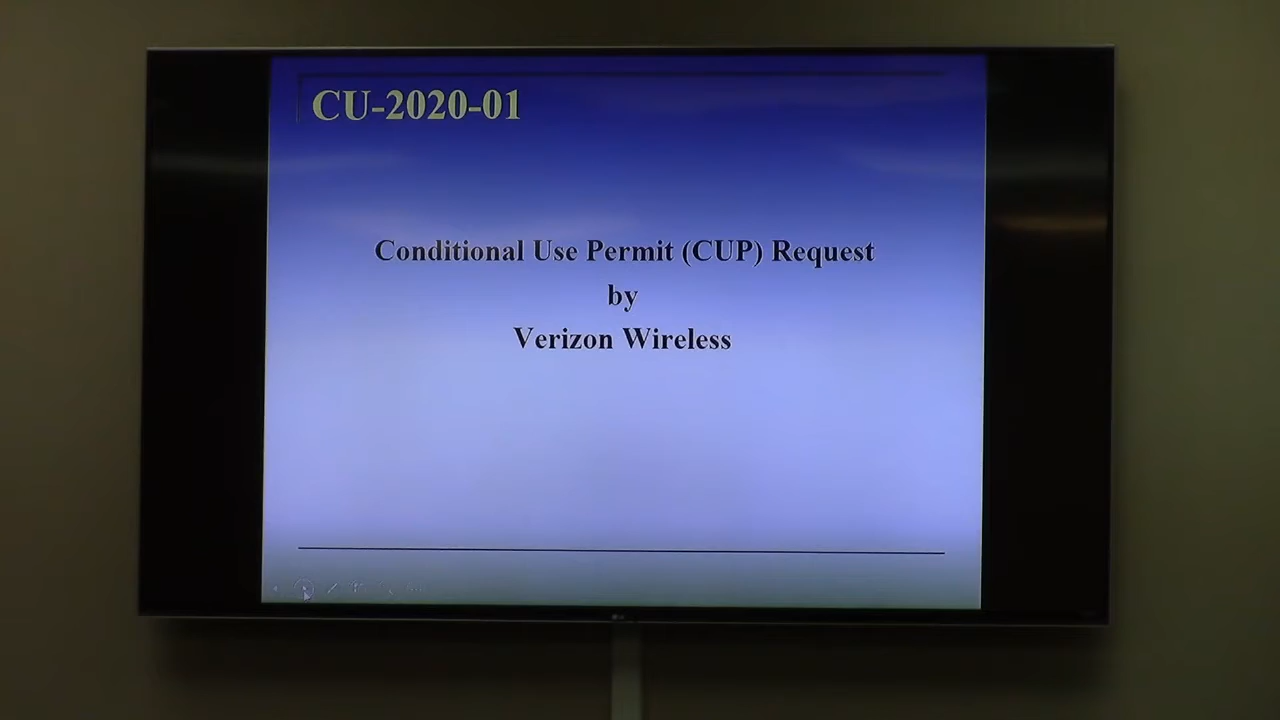 CU-2020-01
Conditional Use Permit (CUP) Request
by
Verizon Wireless